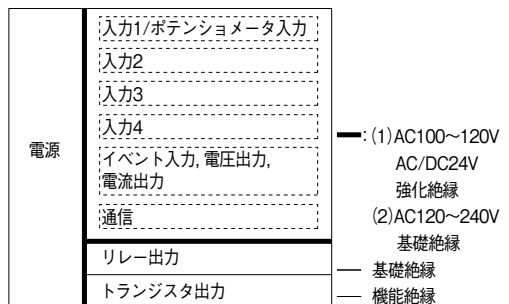 電源
入力1/ポテンショメータ入力
入力2
入力3
入力4
イベント入力, 電圧出力,
電流出力
通信
リレー出力
トランジスタ出力
: (1)AC100～120V
AC/DC24V
強化絶縁
(2)AC120～240V
基礎絶縁
基礎絶縁
機能絶縁